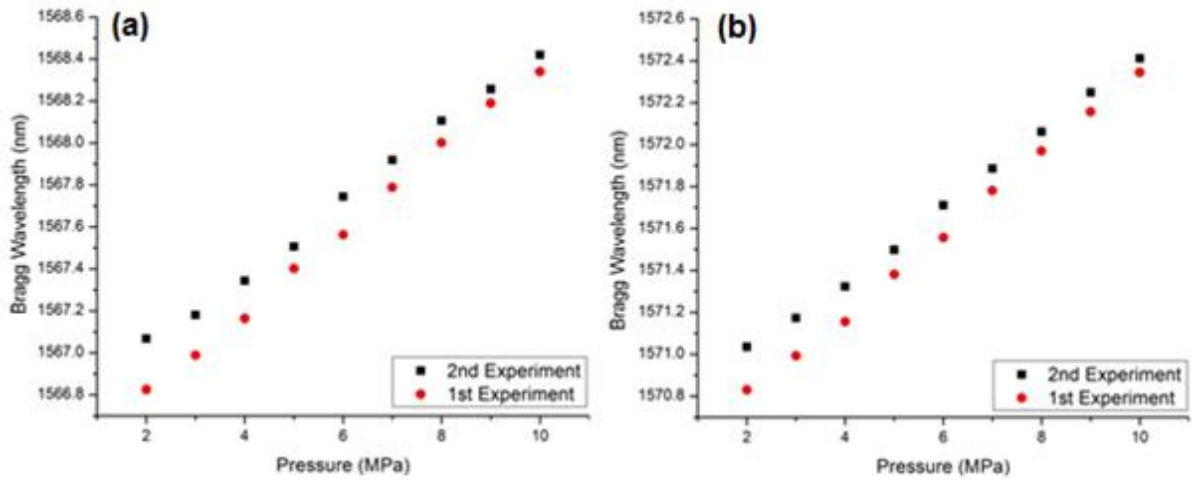 (a)
1568.6
1568.4
1568.2
1568.0
1567.8
1567.6
1567.4
1567.2
1567.0
1566.8
Bragg Wavelength (nm)
2 4 6 8 10
Pressure (MPa)
2nd Experiment
1st Experiment
(b)
1572.6
1572.4
1572.2
1572.0
1571.8
1571.6
1571.4
1571.2
1571.0
1570.8
Bragg Wavelength (nm)
2 4 6 8 10
Pressure (MPa)
2nd Experiment
1st Experiment